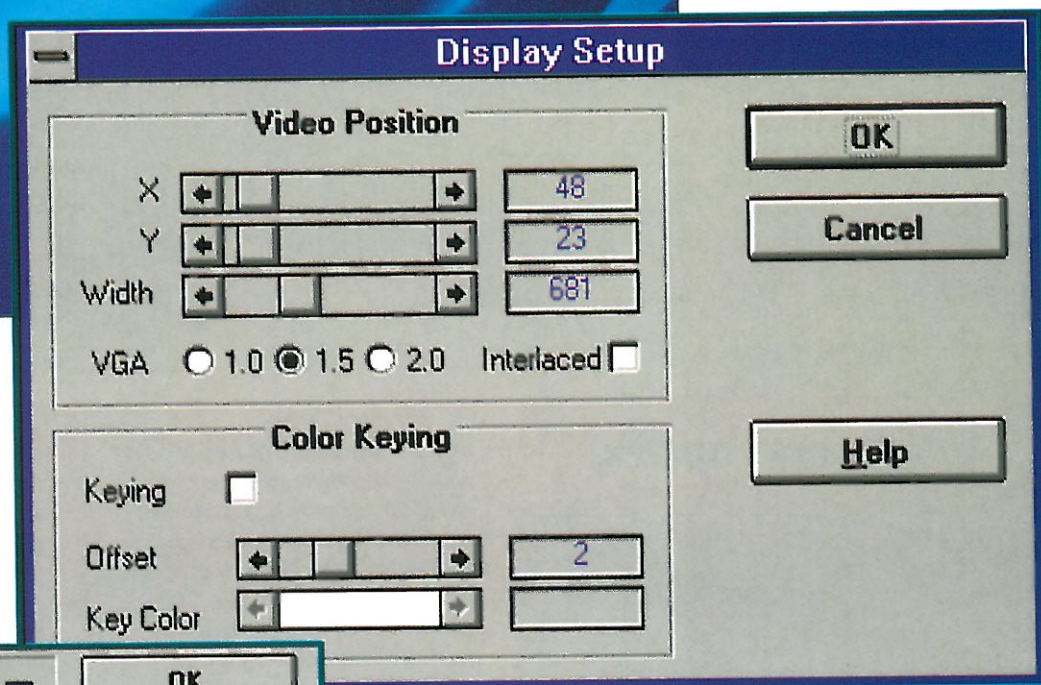 Display Setup
Video Position
X 48
Y 23
Width 681
VGA 1.0 1.5 2.0 Interlaced
Color Keying
Keying
Offset 2
Key Color
OK
Cancel
Help
OK